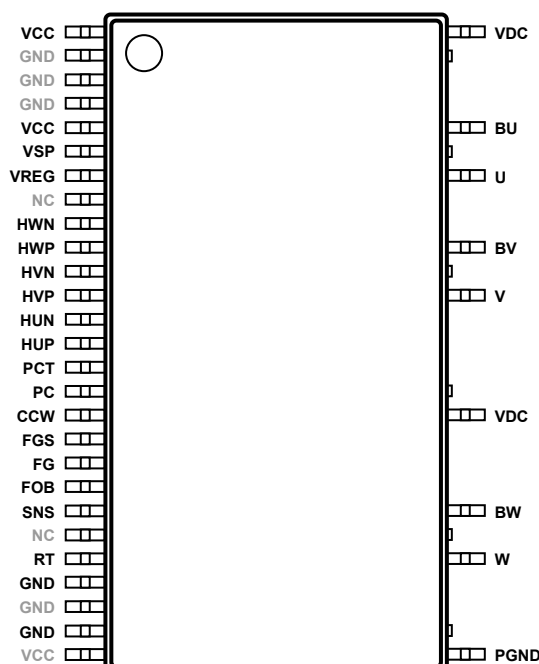 VCC
GND
GND
GND
VCC
VSP
VREG
NC
HWN
HWP
HVN
HVP
HUN
HUP
PCT
PC
CCW
FGS
FG
FOB
SNS
NC
RT
GND
GND
GND
VCC
VDC
BU
U
BV
V
VDC
BW
W
PGND